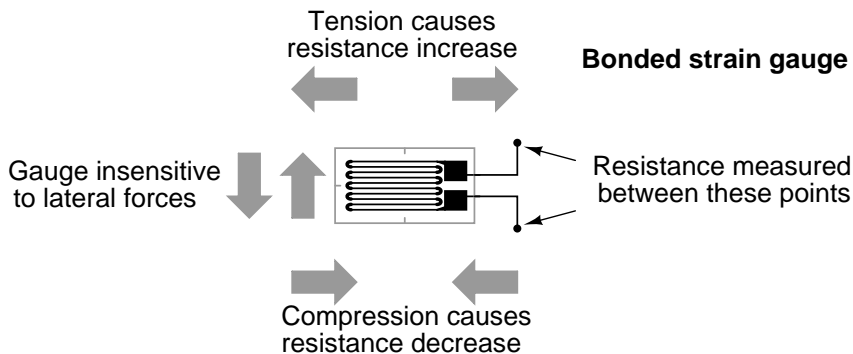 Tension causes
resistance increase
Bonded strain gauge
Gauge insensitive
to lateral forces
Resistance measured
between these points
Compression causes
resistance decrease